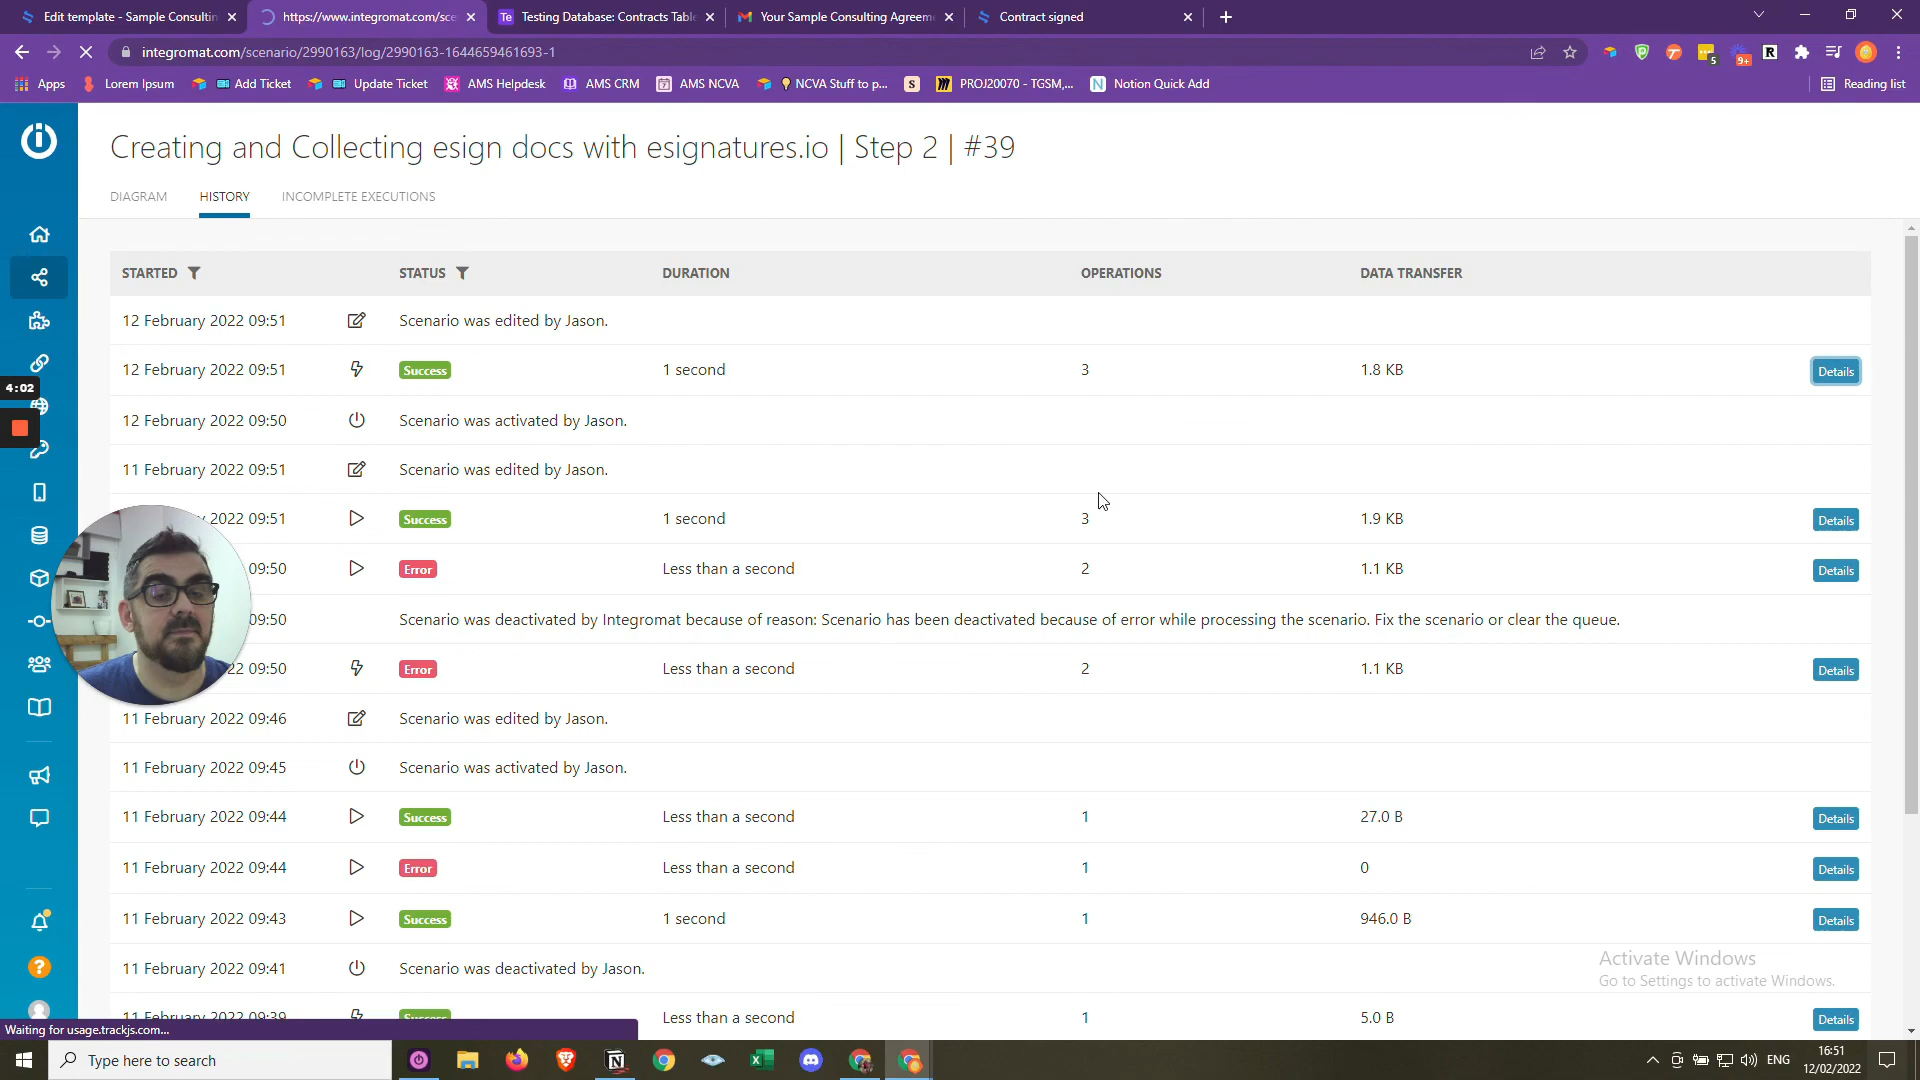 Edit template - Sample Consultin
https://www.integromat.com/sce
Te Testing Database: Contracts Tabl
Your Sample Consulting Agreem
Contract signed
integromat.com/scenario/2990163/log/2990163-1644659461693-1
5
9+
Apps
Lorem Ipsum
Add Ticket
Update Ticket
AMS Helpdesk
AMS CRM
AMS NCVA
NCVA Stuff to p...
S
PROJ20070 - TGSM,...
Notion Quick Add
Reading list
Creating and Collecting esign docs with esignatures.io | Step 2 | #39
DIAGRAM HISTORY INCOMPLETE EXECUTIONS
STARTED STATUS DURATION OPERATIONS DATA TRANSFER
12 February 2022 09:51 Scenario was edited by Jason.
12 February 2022 09:51 Success 1 second 3 1.8 KB Details
4:02
12 February 2022 09:50 Scenario was activated by Jason.
11 February 2022 09:51 Scenario was edited by Jason.
2022 09:51 Success 1 second 3 1.9 KB Details
09:50 Error Less than a second 2 1.1 KB Details
09:50 Scenario was deactivated by Integromat because of reason: Scenario has been deactivated because of error while processing the scenario. Fix the scenario or clear the queue.
22 09:50 Error Less than a second 2 1.1 KB Details
11 February 2022 09:46 Scenario was edited by Jason.
11 February 2022 09:45 Scenario was activated by Jason.
11 February 2022 09:44 Success Less than a second 1 27.0 B Details
11 February 2022 09:44 Error Less than a second 1 0 Details
11 February 2022 09:43 Success 1 second 1 946.0 B Details
11 February 2022 09:41 Scenario was deactivated by Jason.
11 February 2022 09:39 Success Less than a second 1 5.0 B Details
Activate Windows
Go to Settings to activate Windows.
Waiting for usage.trackjs.com...
Type here to search
ENG
16:51
12/02/2022